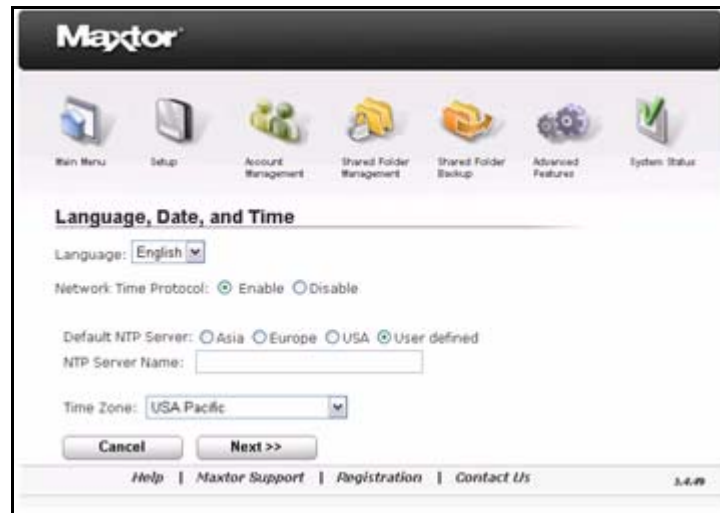 Maxtor
Main Menu
Setup
Account Management
Shared Folder Management
Shared Folder Backup
Advanced Features
System Status
Language, Date, and Time
Language: English
Network Time Protocol: Enable Disable
Default NTP Server: Asia Europe USA User defined
NTP Server Name:
Time Zone: USA Pacific
Cancel Next >>
Help | Maxtor Support | Registration | Contact Us